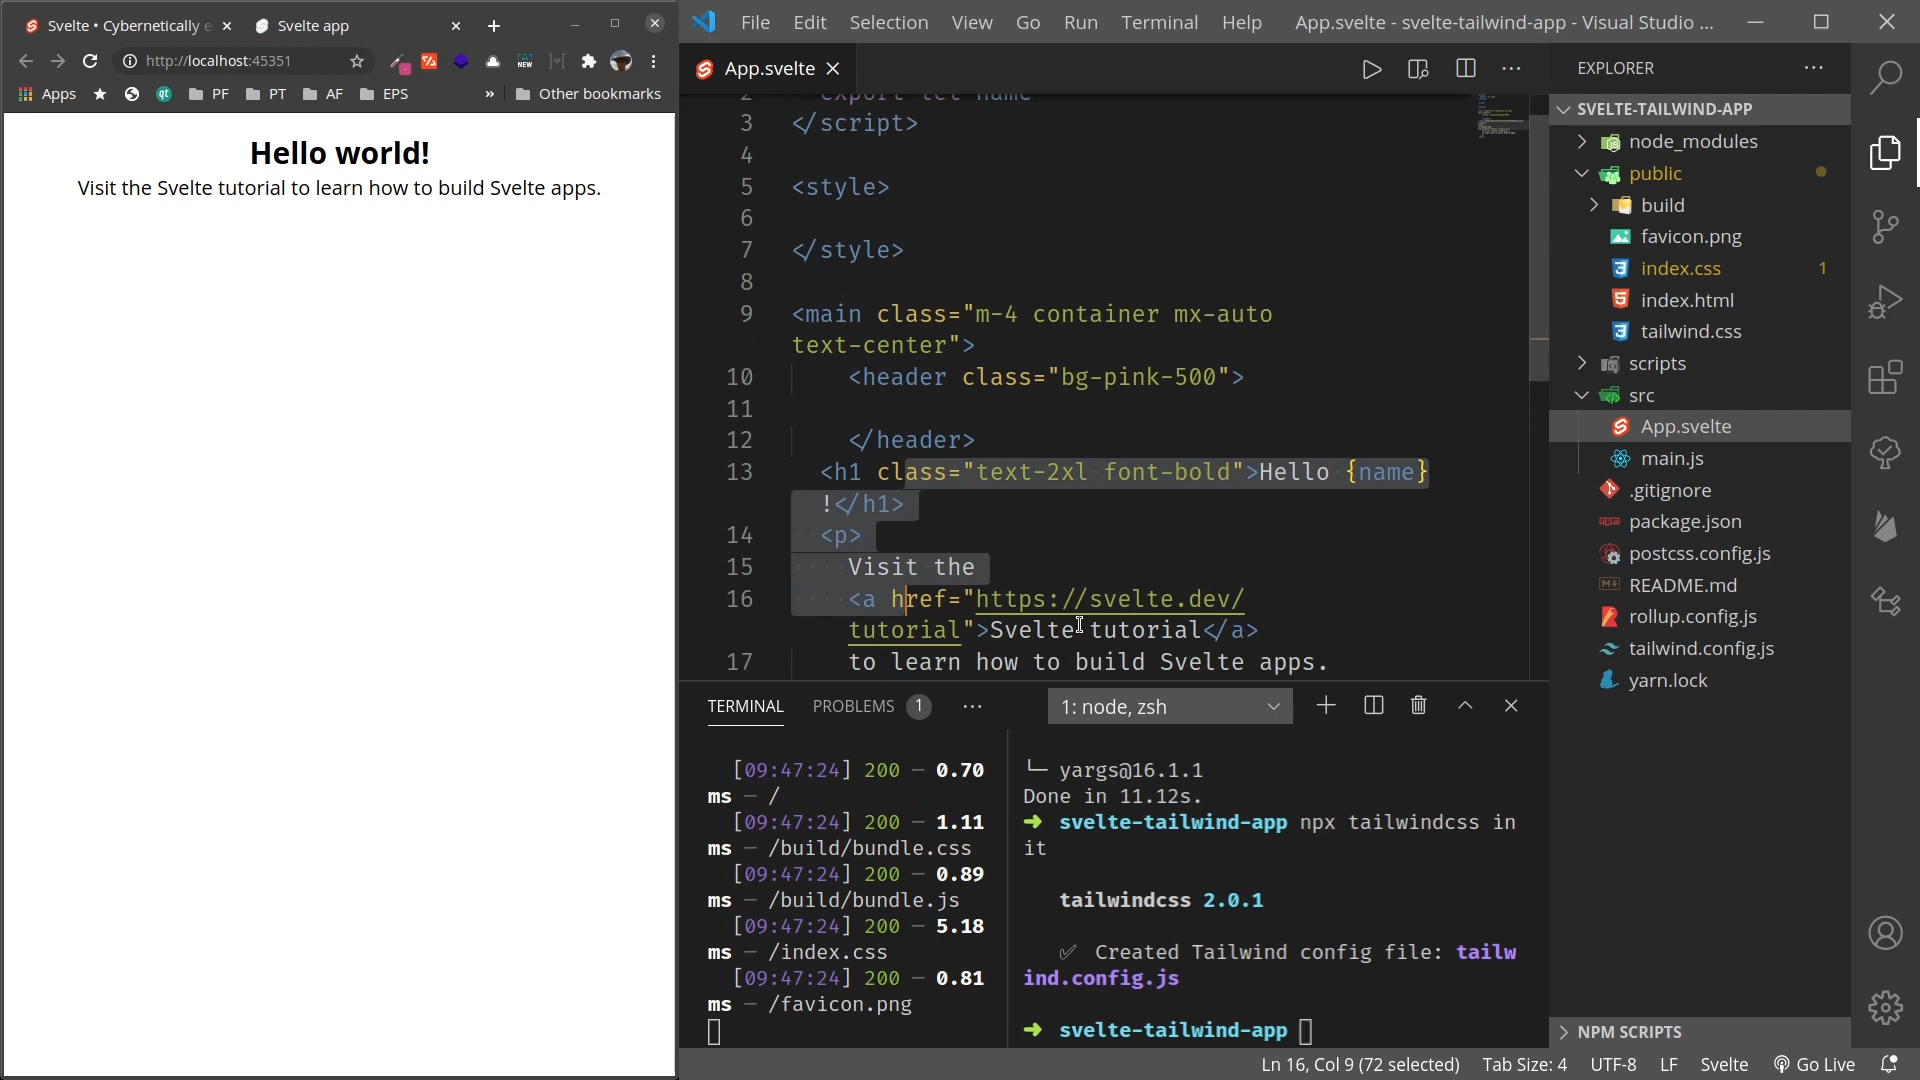 Svelte • Cybernetically e
Svelte app
http://localhost:45351
NEW
Apps
PF
PT
AF
EPS
»
Other bookmarks
Hello world!
Visit the Svelte tutorial to learn how to build Svelte apps.
File Edit Selection View Go Run Terminal Help
App.svelte - svelte-tailwind-app - Visual Studio ...
App.svelte
2 export let name
3 </script>
4
5 <style>
6
7 </style>
8
9 <main class="m-4 container mx-auto
text-center">
10 <header class="bg-pink-500">
11
12 </header>
13 <h1 class="text-2xl font-bold">Hello {name}
!</h1>
14 <p>
15 Visit the
16 <a href="https://svelte.dev/
tutorial">Svelte tutorial</a>
17 to learn how to build Svelte apps.
TERMINAL PROBLEMS 1 ···
1: node, zsh
[09:47:24] 200 — 0.70
ms — /
[09:47:24] 200 — 1.11
ms — /build/bundle.css
[09:47:24] 200 — 0.89
ms — /build/bundle.js
[09:47:24] 200 — 5.18
ms — /index.css
[09:47:24] 200 — 0.81
ms — /favicon.png
└─ yargs@16.1.1
Done in 11.12s.
➜ svelte-tailwind-app npx tailwindcss in
it
tailwindcss 2.0.1
✅ Created Tailwind config file: tailw
ind.config.js
➜ svelte-tailwind-app
EXPLORER
SVELTE-TAILWIND-APP
node_modules
public
build
favicon.png
index.css 1
index.html
tailwind.css
scripts
src
App.svelte
main.js
.gitignore
package.json
postcss.config.js
README.md
rollup.config.js
tailwind.config.js
yarn.lock
NPM SCRIPTS
Ln 16, Col 9 (72 selected) Tab Size: 4 UTF-8 LF Svelte Go Live